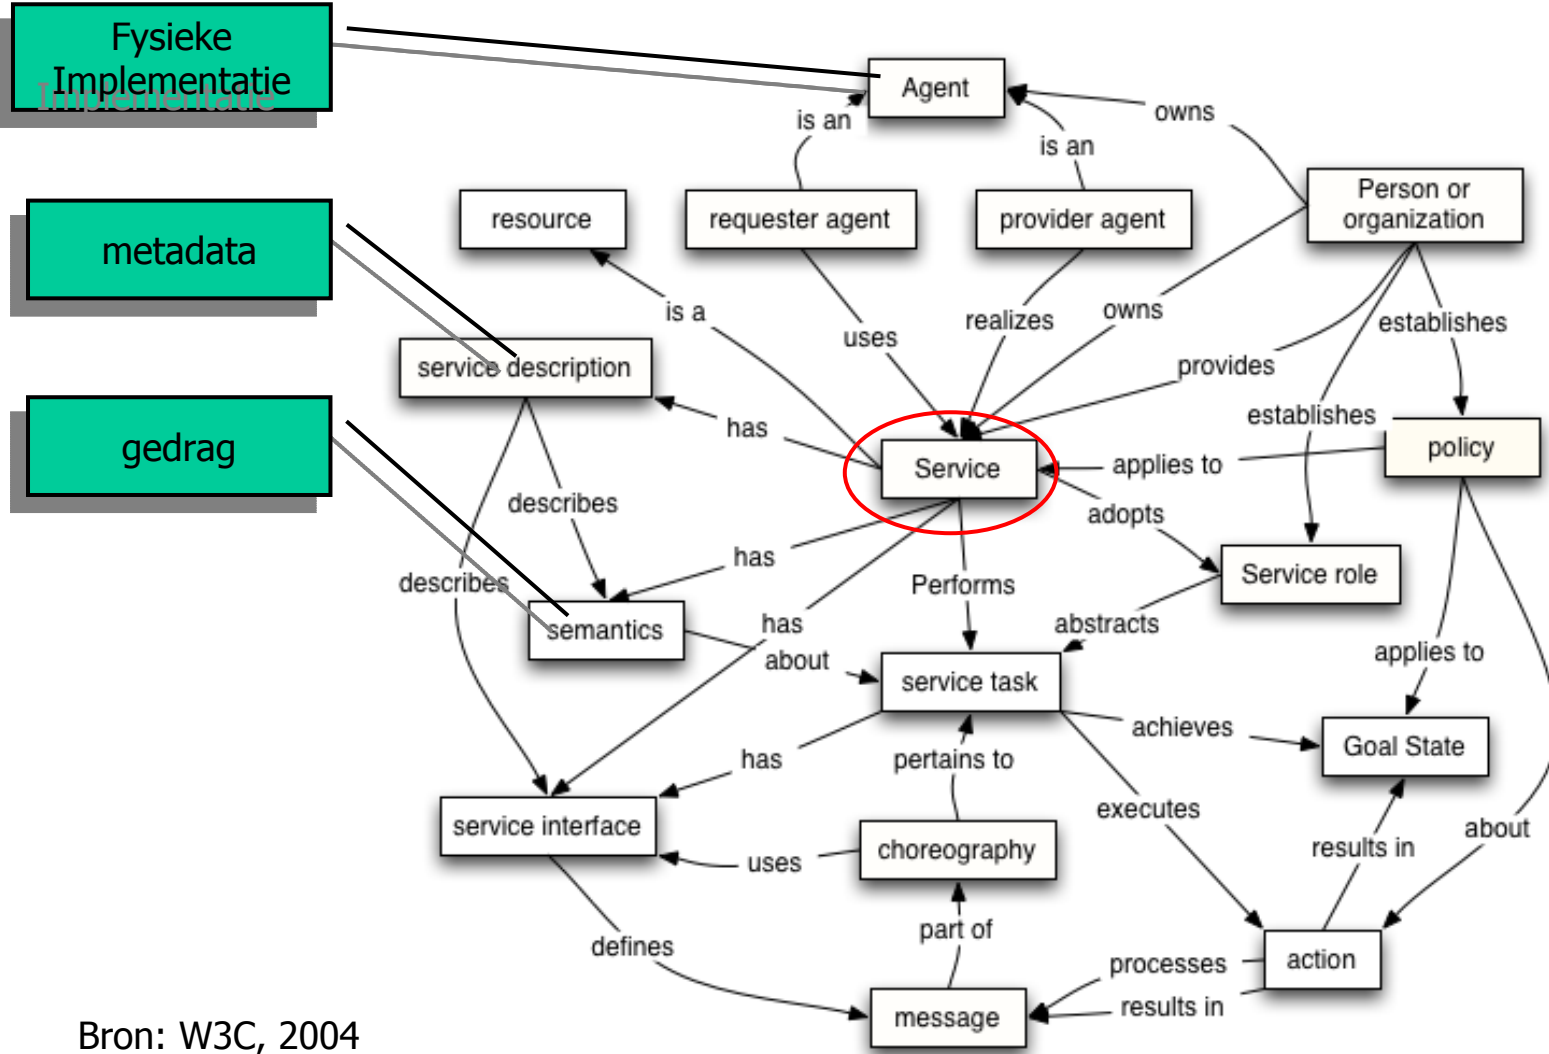 Fysieke
Implementatie
Implementatie
Agent
is an
is an
owns
metadata
resource
requester agent
provider agent
Person or
organization
is a
uses
realizes
owns
establishes
provides
service description
establishes
gedrag
has
Service
applies to
policy
describes
adopts
has
describes
Performs
Service role
semantics
has
abstracts
about
service task
applies to
achieves
Goal State
has
pertains to
executes
service interface
uses
choreography
results in
about
defines
part of
processes
action
results in
message
Bron: W3C, 2004